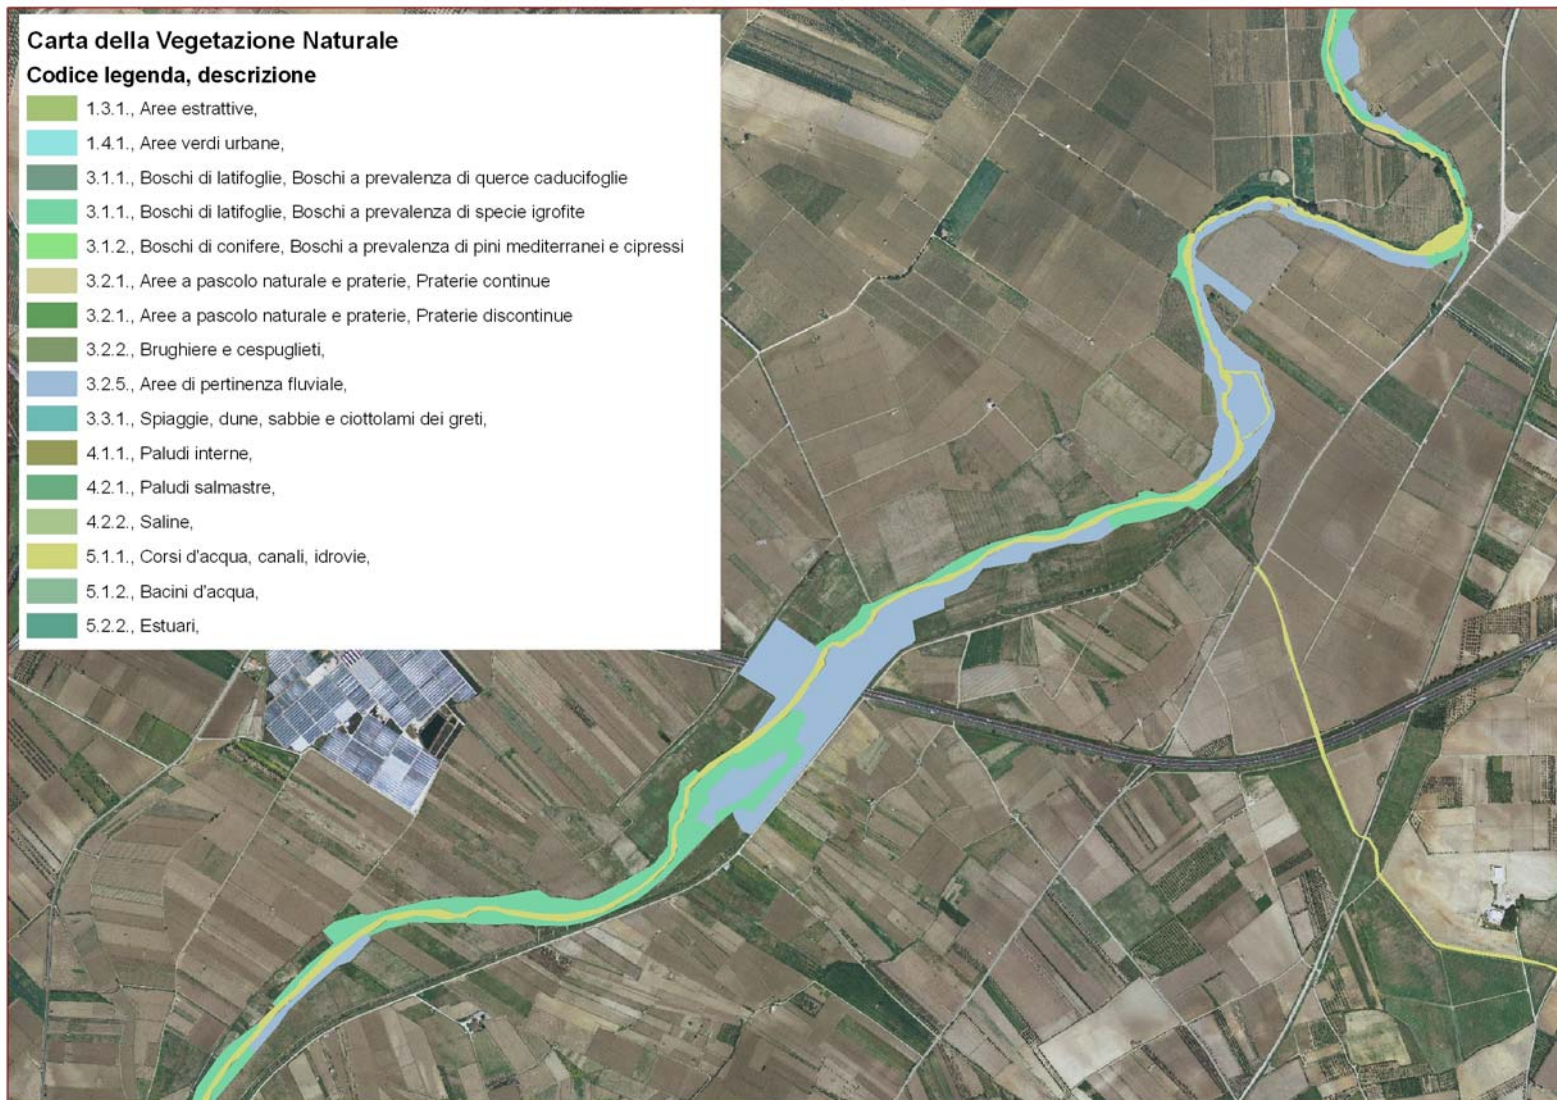 Carta della Vegetazione Naturale
Codice legenda, descrizione
1.3.1., Aree estrattive,
1.4.1., Aree verdi urbane,
3.1.1., Boschi di latifoglie, Boschi a prevalenza di querce caducifoglie
3.1.1., Boschi di latifoglie, Boschi a prevalenza di specie igrofite
3.1.2., Boschi di conifere, Boschi a prevalenza di pini mediterranei e cipressi
3.2.1., Aree a pascolo naturale e praterie, Praterie continue
3.2.1., Aree a pascolo naturale e praterie, Praterie discontinue
3.2.2., Brughiere e cespuglieti,
3.2.5., Aree di pertinenza fluviale,
3.3.1., Spiaggie, dune, sabbie e ciottolami dei greti,
4.1.1., Paludi interne,
4.2.1., Paludi salmastre,
4.2.2., Saline,
5.1.1., Corsi d'acqua, canali, idrovie,
5.1.2., Bacini d'acqua,
5.2.2., Estuari,